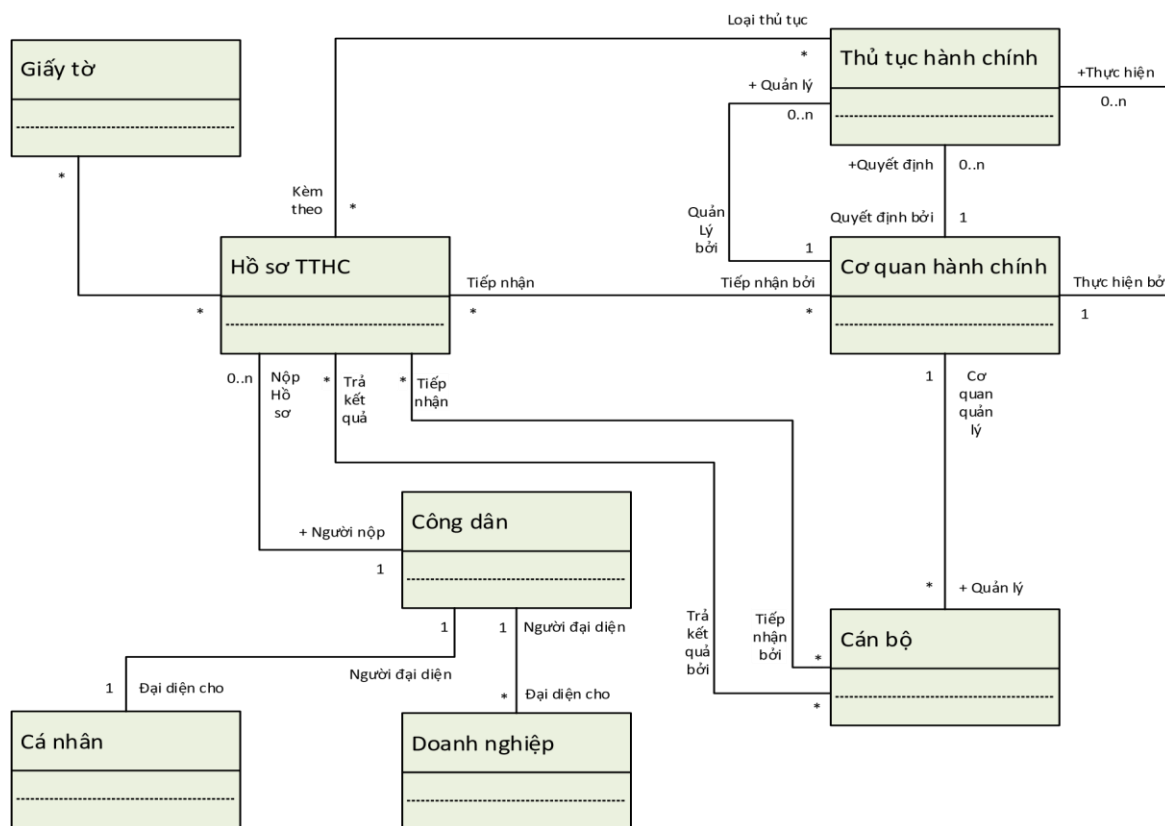 Loại thủ tục
Giấy tờ
*
Thủ tục hành chính
+Thực hiện
+ Quản lý
0..n
0..n
*
+Quyết định
0..n
Kèm
theo
*
Quản
Lý
bởi
Quyết định bởi
1
1
Hồ sơ TTHC
Cơ quan hành chính
Tiếp nhận
Tiếp nhận bởi
Thực hiện bở
*
*
*
1
0..n
Nộp
Hồ
sơ
*
Trả
kết
quả
*
Tiếp
nhận
1
Cơ
quan
quản
lý
Công dân
+ Người nộp
1
*
+ Quản lý
1
1
Người đại diện
Trả
kết
quả
bởi
Tiếp
nhận
bởi
Cán bộ
*
Người đại diện
1
Đại diện cho
*
Đại diện cho
*
Cá nhân
Doanh nghiệp